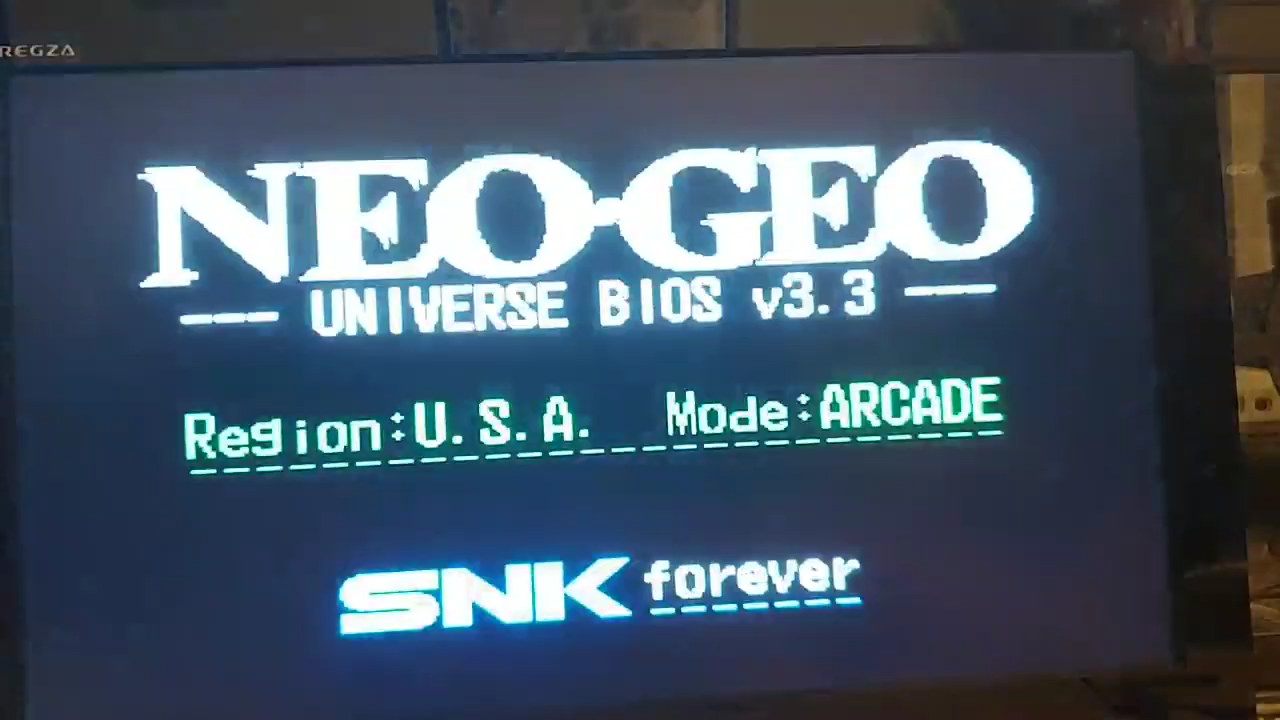 REGZA
NEO·GEO
--- UNIVERSE BIOS v3.3 ---
Region:U.S.A. Mode:ARCADE
SNK forever